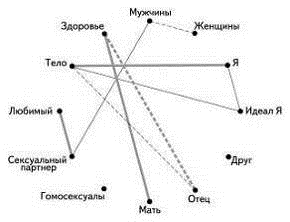 Мужчины
Здоровье
Женщины
Тело
Я
Любимый
Идеал Я
Сексуальный
партнер
Друг
Гомосексуалы
Отец
Мать